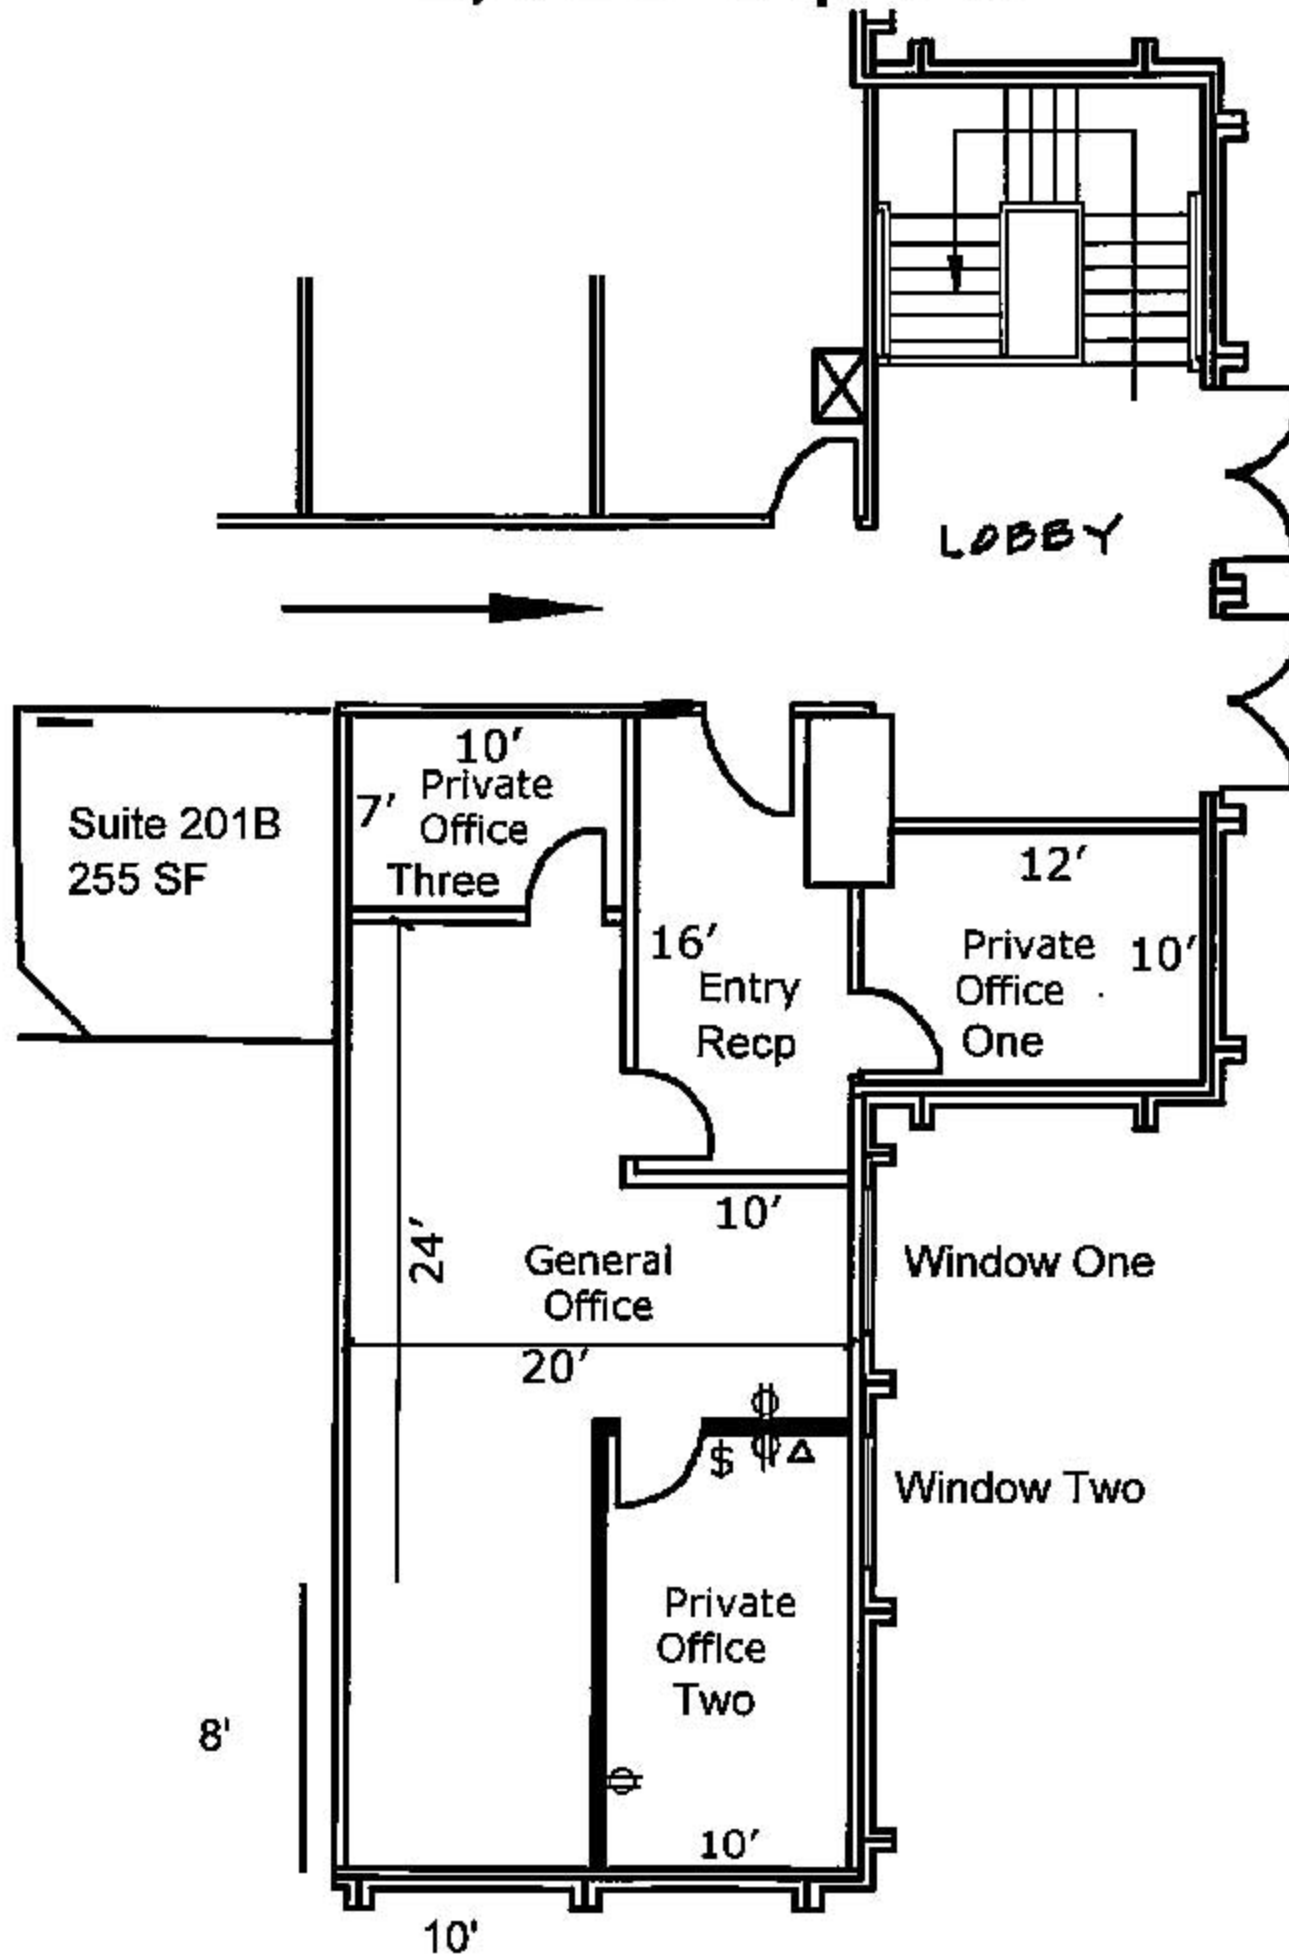 LOBBY
Suite 201B
255 SF
10'
7'
Private
Office
Three
12'
Private
Office
One
10'
16'
Entry
Recp
10'
24'
General
Office
20'
Window One
$
Window Two
Private
Office
Two
8'
10'
10'